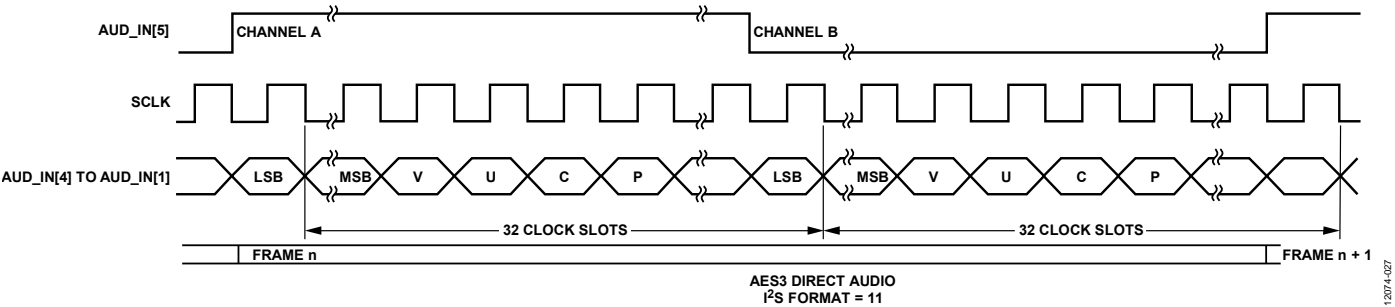 AUD_IN[5]
CHANNEL A
CHANNEL B
SCLK
AUD_IN[4] TO AUD_IN[1]
LSB
MSB
V
U
C
P
LSB
MSB
V
U
C
P
32 CLOCK SLOTS
32 CLOCK SLOTS
FRAME n
FRAME n + 1
AES3 DIRECT AUDIO
I²S FORMAT = 11
12074-027